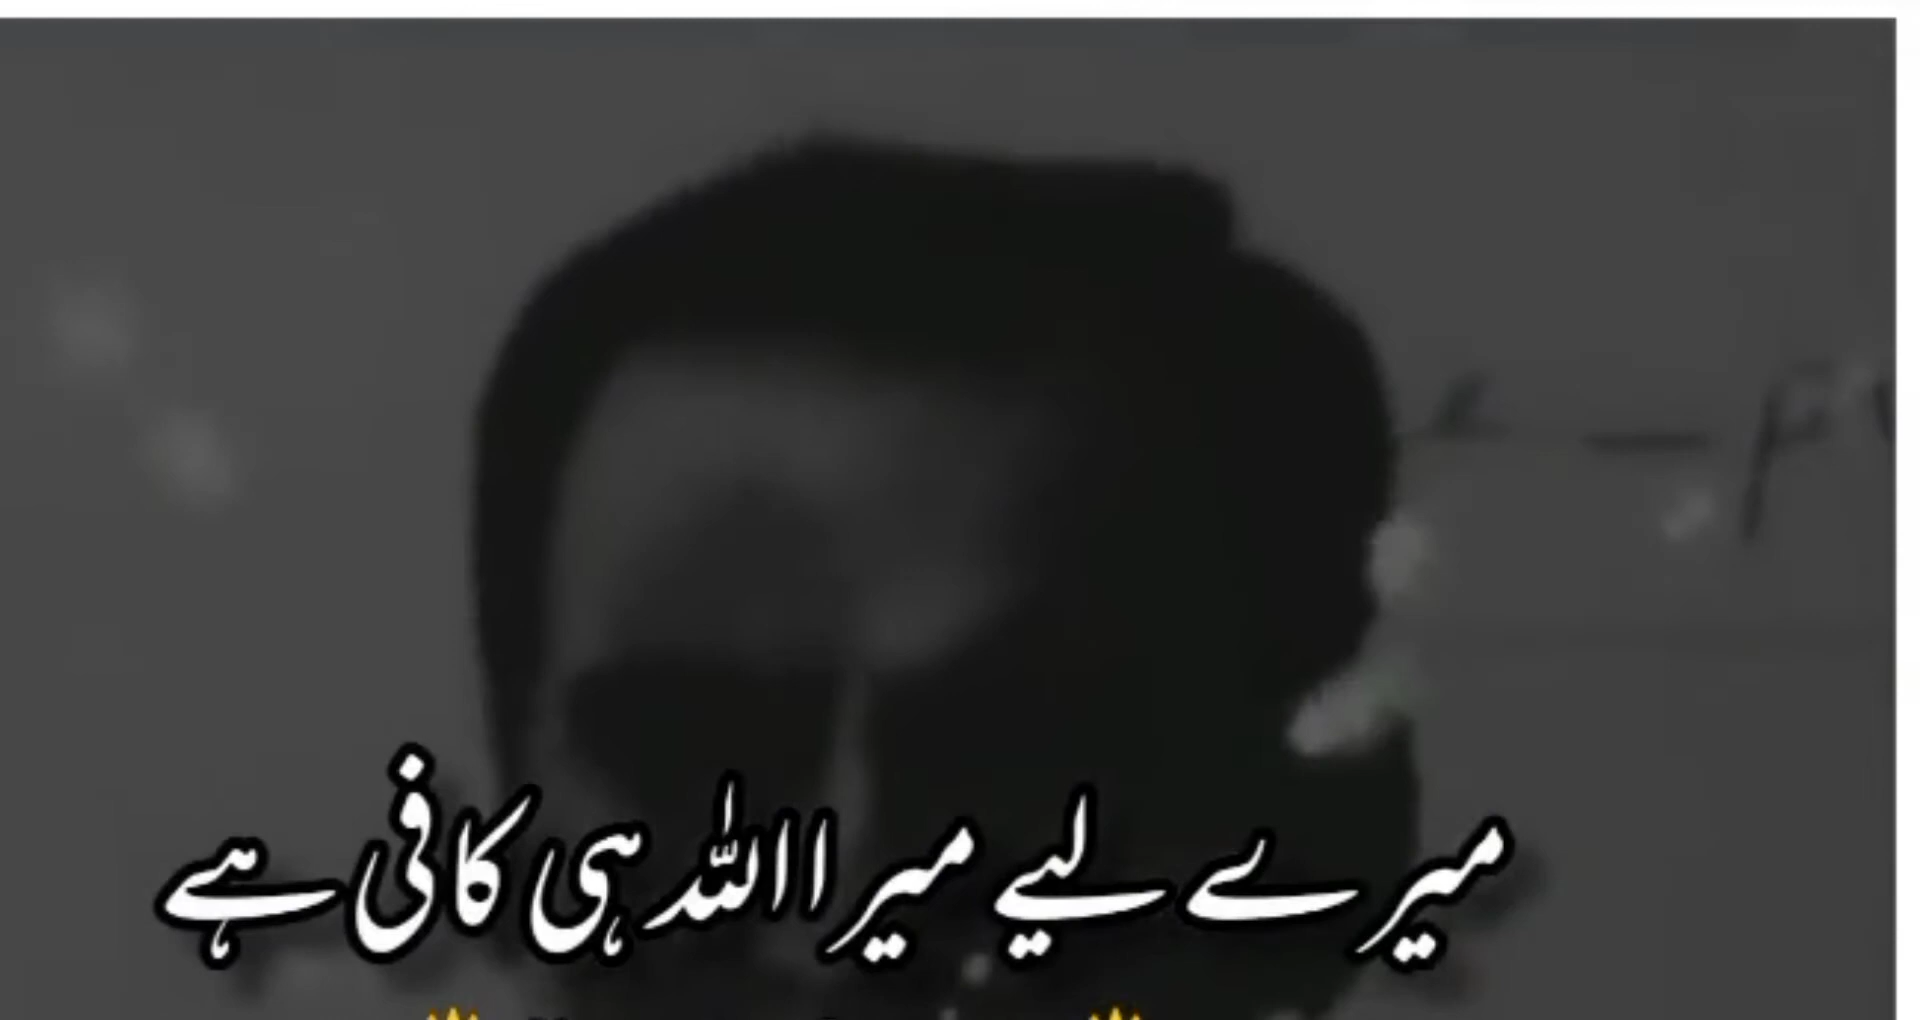 میرے لیے میرا اللہ ہی کافی ہے